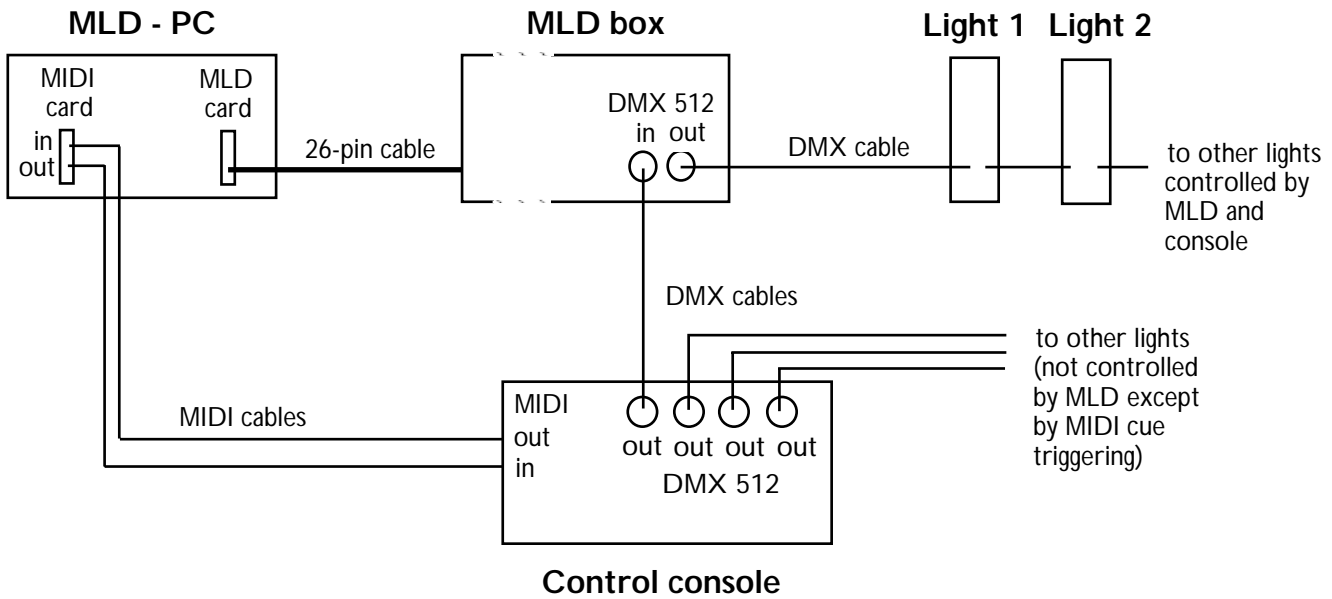 MLD - PC
MLD box
Light 1 Light 2
MIDI
card
in
out
MLD
card
26-pin cable
DMX 512
in out
DMX cable
to other lights
controlled by
MLD and
console
DMX cables
to other lights
(not controlled
by MLD except
by MIDI cue
triggering)
MIDI cables
MIDI
out
in
out out out out
DMX 512
Control console